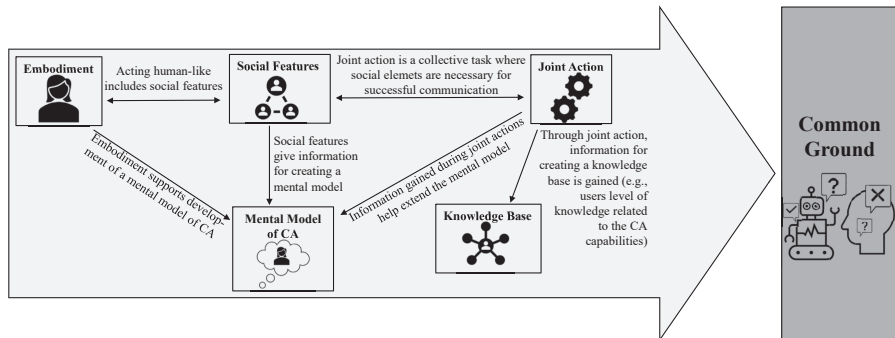 Embodiment
Acting human-like
includes social features
Social Features
Joint action is a collective task where
social elemets are necessary for
successful communication
Joint Action
Embodiment supports develop-
ment of a mental model of CA
Social features
give information
for creating a
mental model
Information gained during joint actions
help extend the mental model
Through joint action,
information for
creating a knowledge
base is gained (e.g.,
users level of
knowledge related
to the CA
capabilities)
Mental Model
of CA
Knowledge Base
Common
Ground
?
?